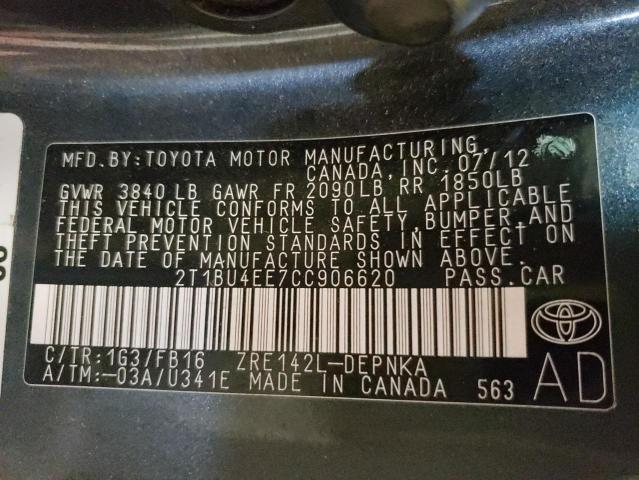 MFD.BY:TOYOTA MOTOR MANUFACTURING,
CANADA, INC. 07/12
GVWR 3840 LB GAWR FR 2090LB RR 1850LB
THIS VEHICLE CONFORMS TO ALL APPLICABLE
FEDERAL MOTOR VEHICLE SAFETY, BUMPER, AND
THEFT PREVENTION STANDARDS IN EFFECT ON
THE DATE OF MANUFACTURE SHOWN ABOVE.
2T1BU4EE7CC906620 PASS.CAR
C/TR:1G3/FB16 ZRE142L-DEPNKA
A/TM:-03A/U341E MADE IN CANADA 563
AD